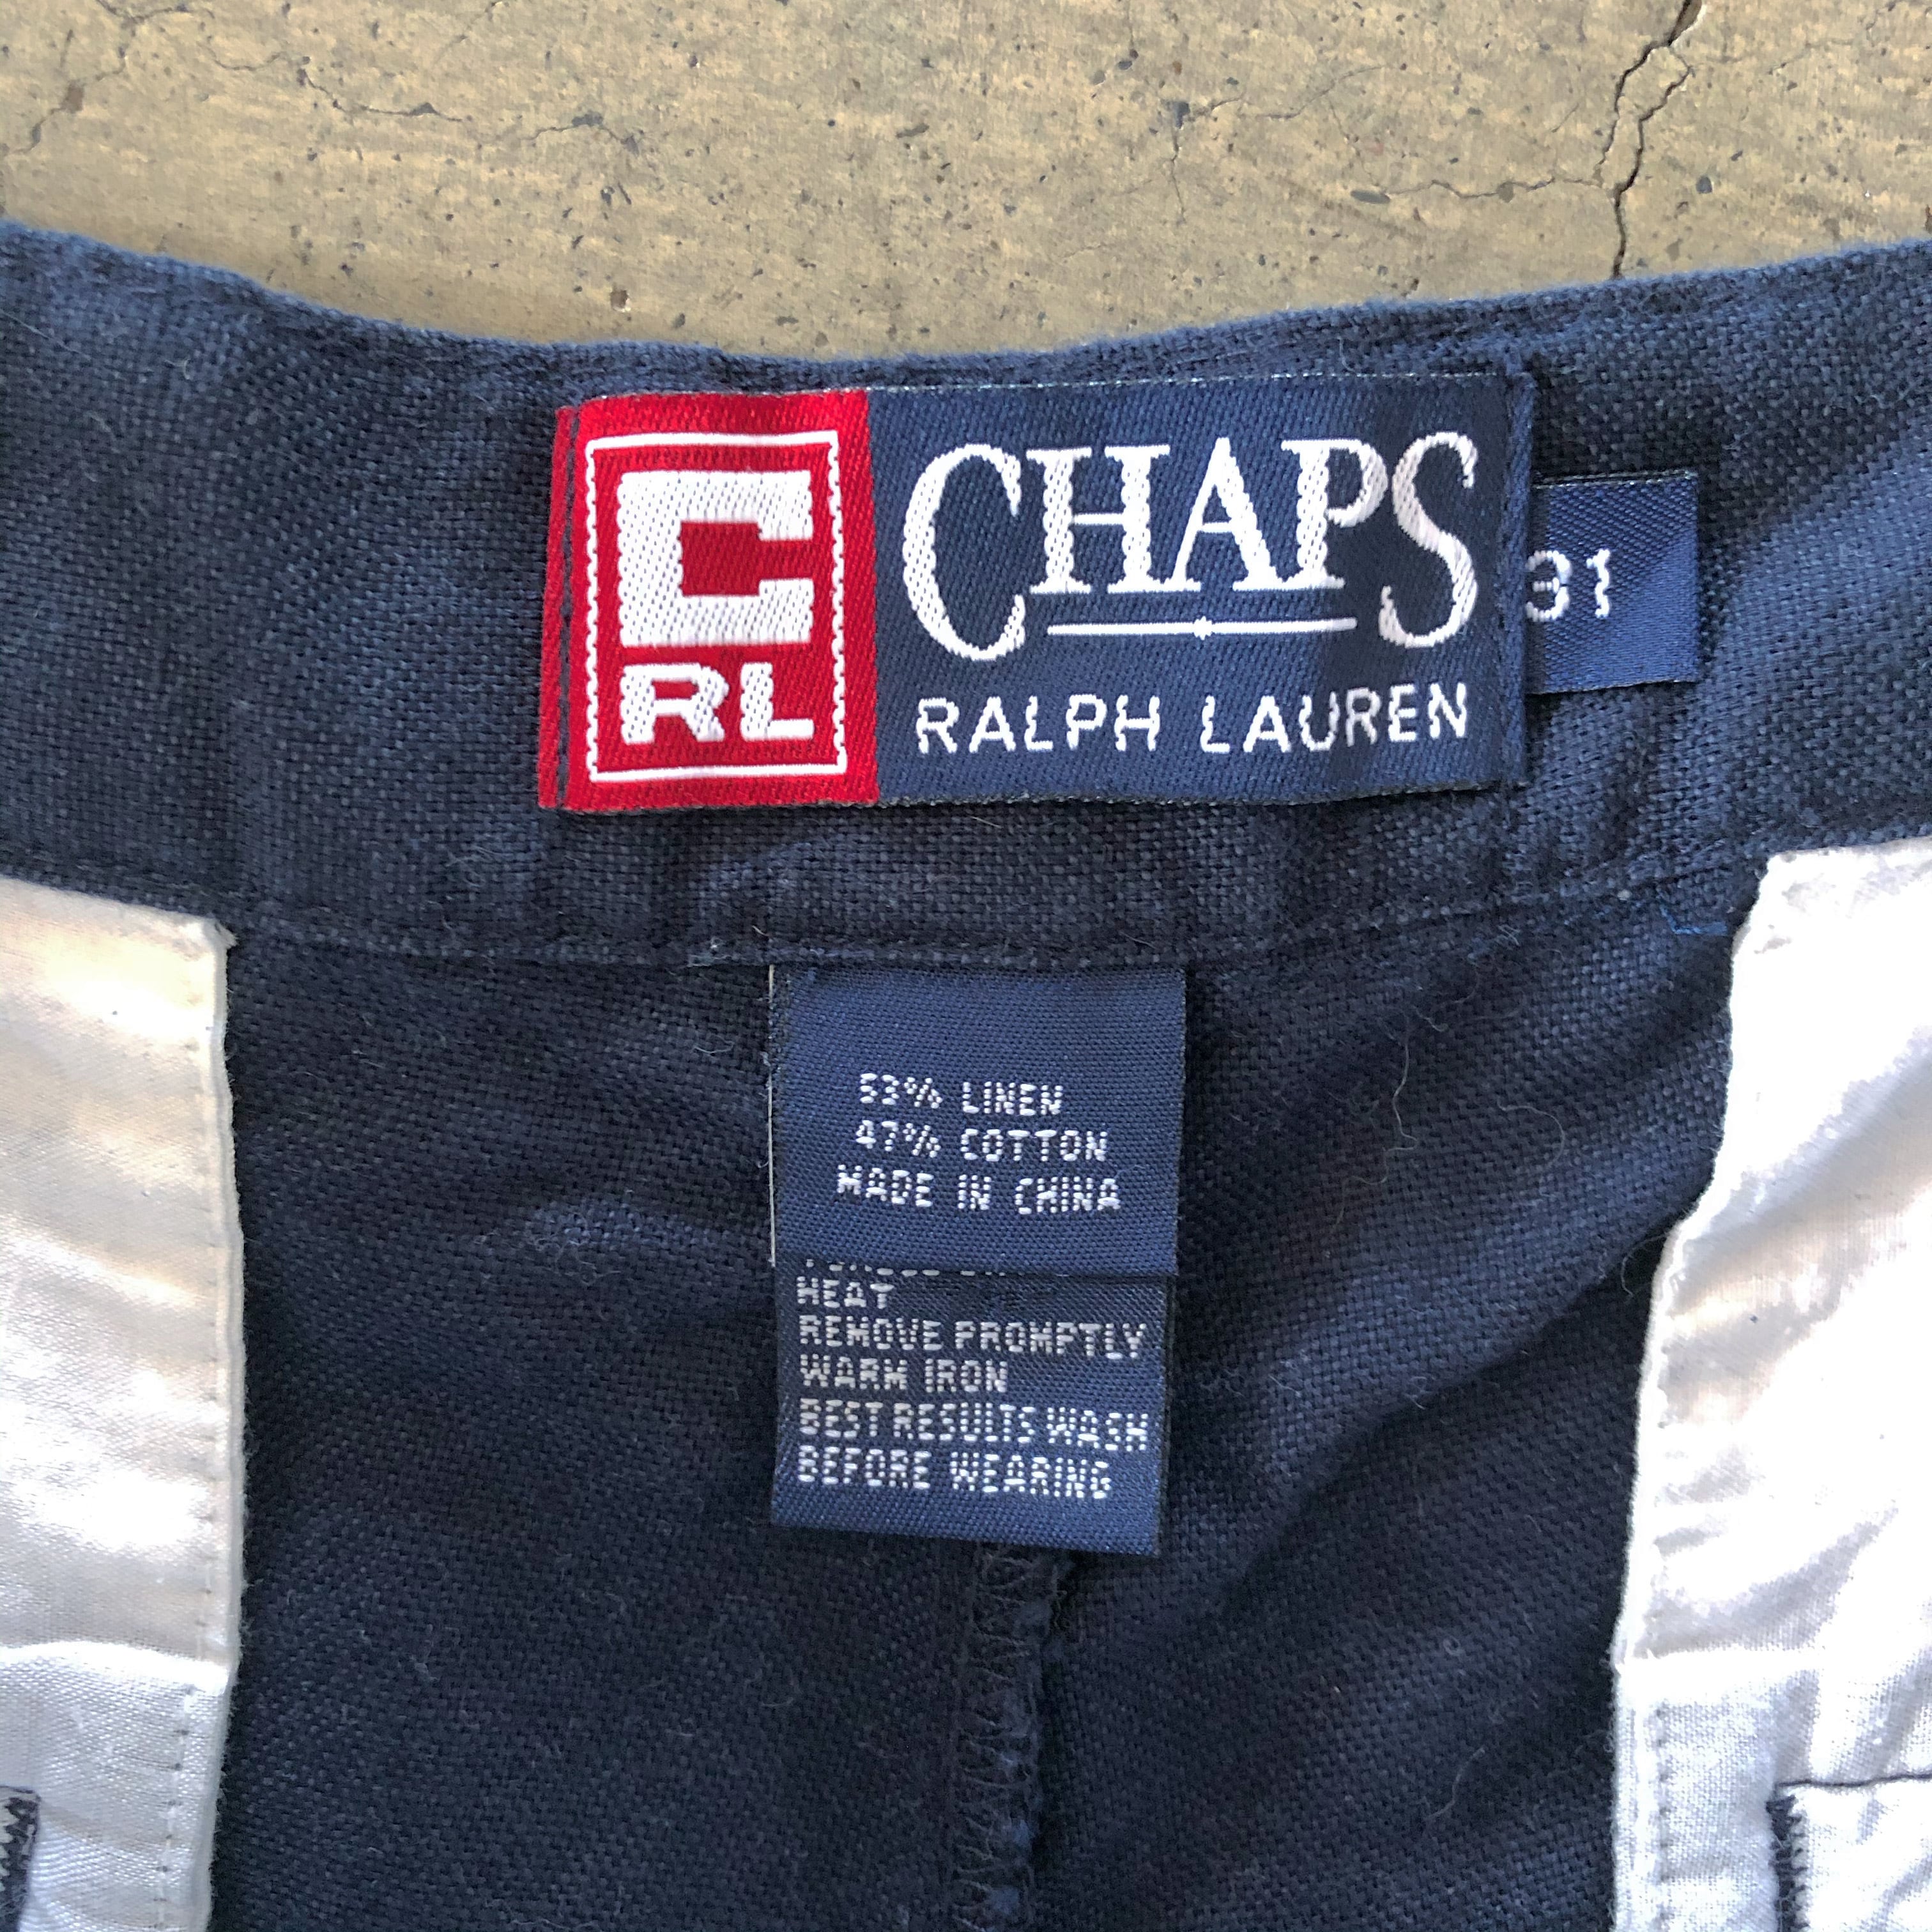 C
RL
CHAPS
RALPH LAUREN
31
53% LINEN
47% COTTON
MADE IN CHINA
HEAT
REMOVE PROMPTLY
WARM IRON
BEST RESULTS WASH
BEFORE WEARING